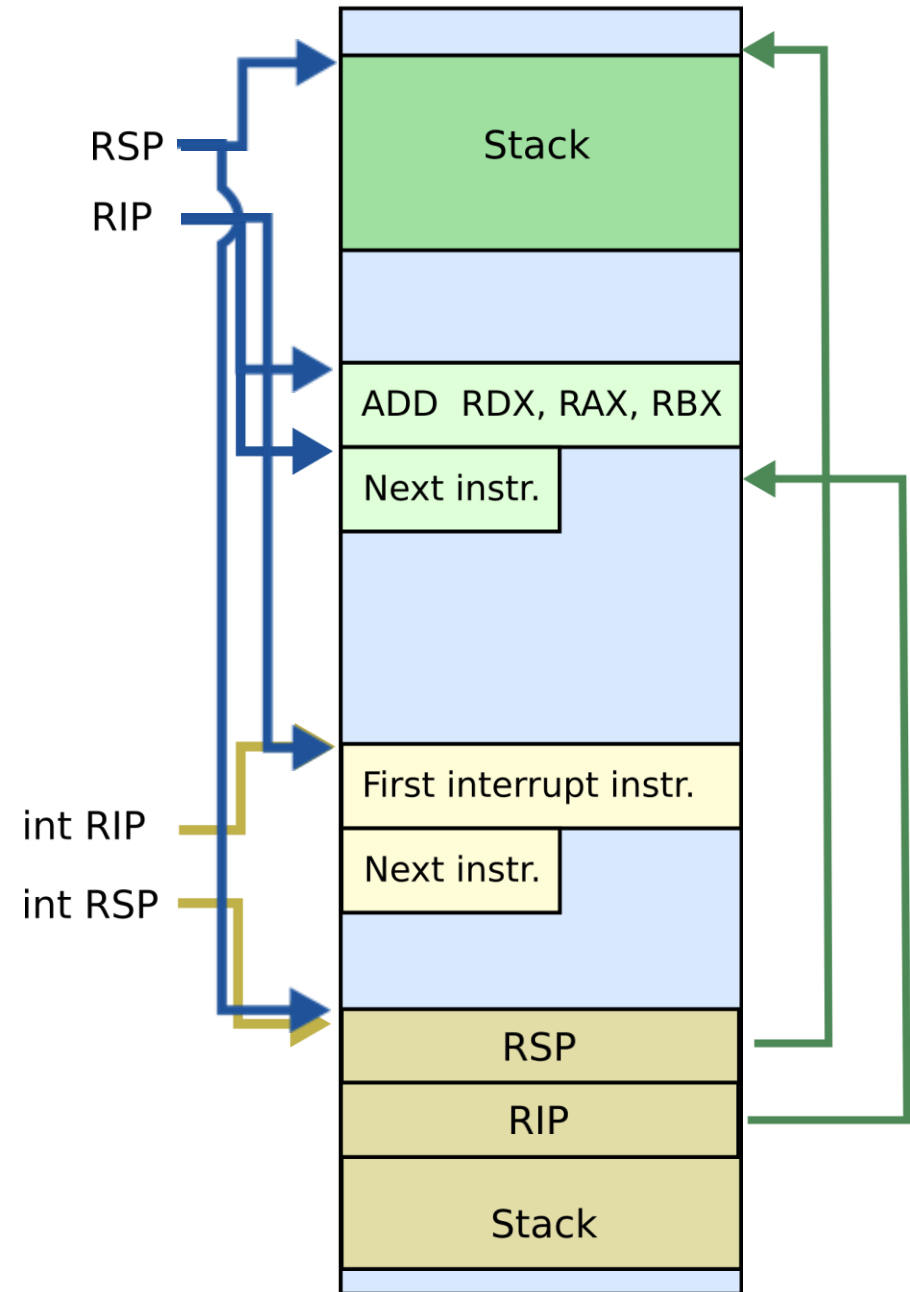 RSP
Stack
RIP
ADD  RDX, RAX, RBX
Next instr.
First interrupt instr.
int RIP
Next instr.
int RSP
RSP
RIP
Stack